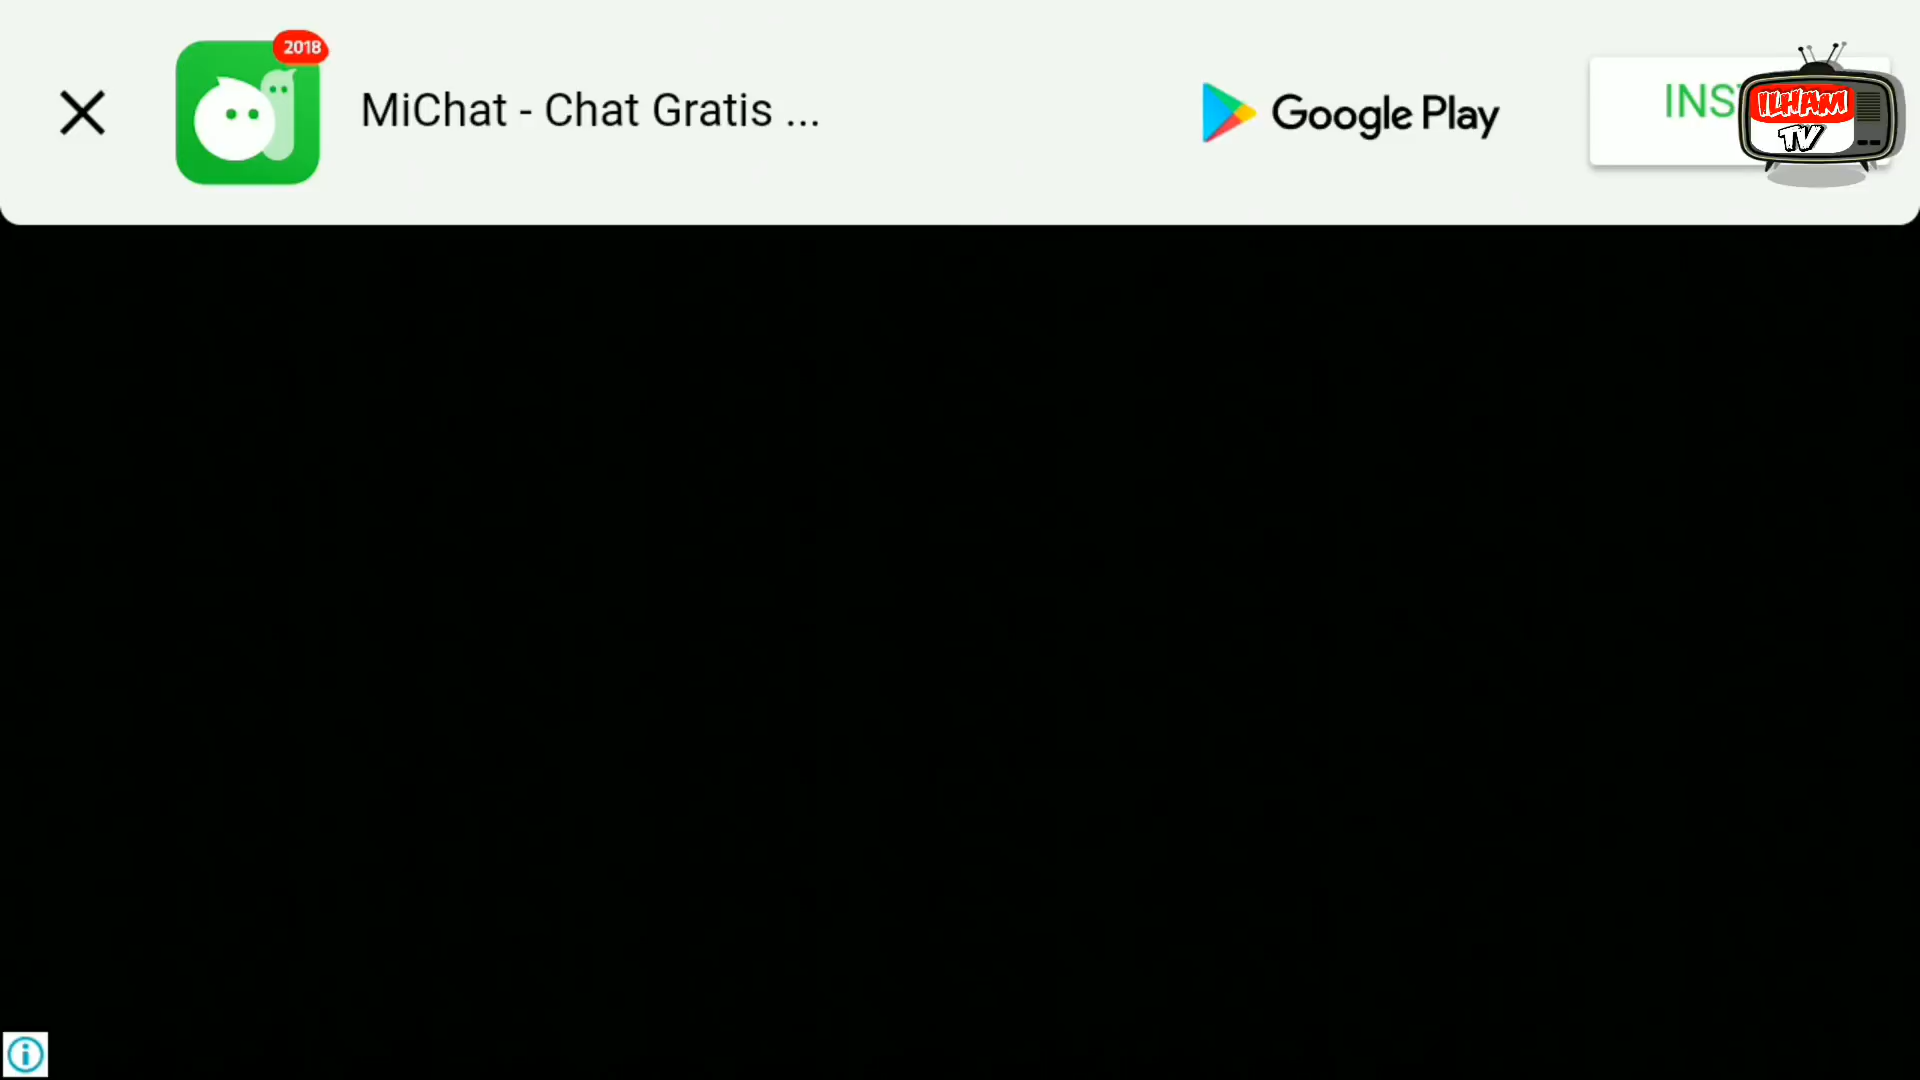 2018
MiChat - Chat Gratis ...
Google Play
INS
ILHAM
TV